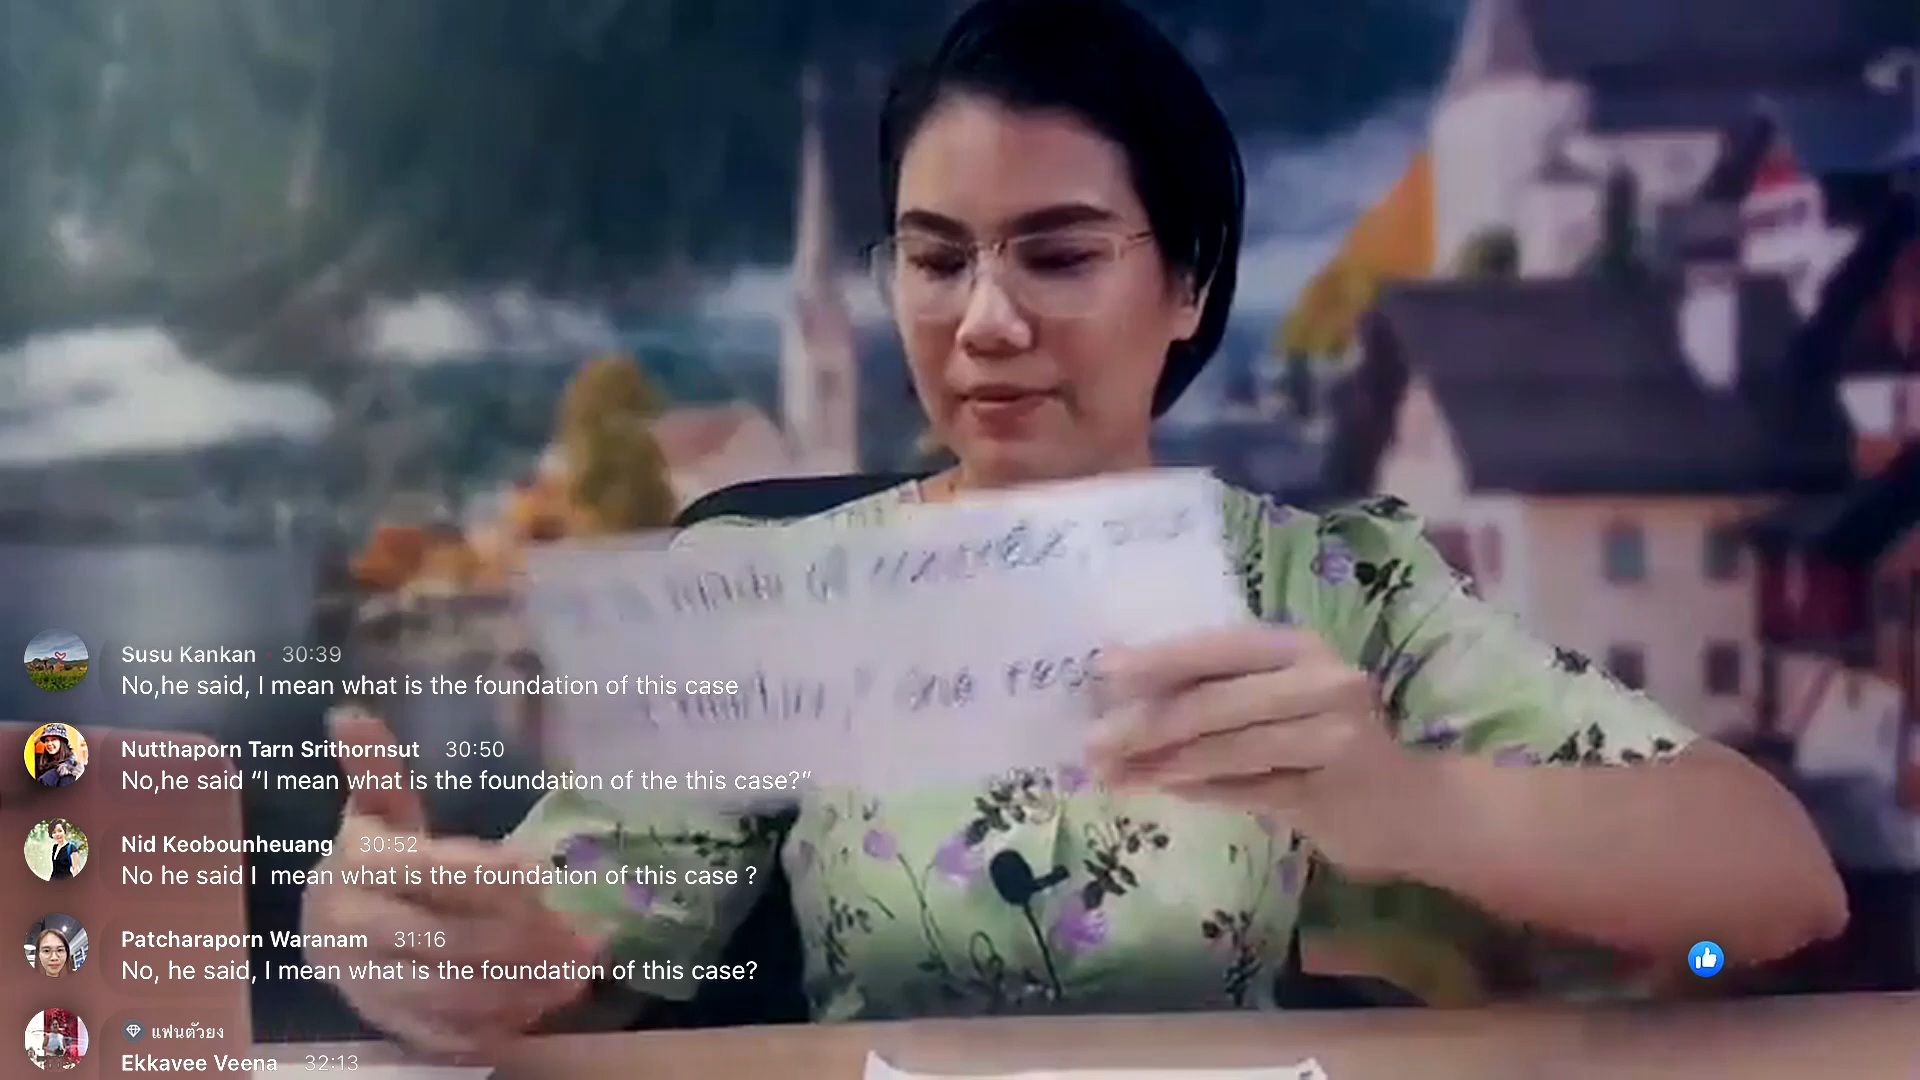 Susu Kankan 30:39
No,he said, I mean what is the foundation of this case
Nutthaporn Tarn Srithornsut 30:50
No,he said “I mean what is the foundation of the this case?”
Nid Keobounheuang 30:52
No he said I mean what is the foundation of this case ?
Patcharaporn Waranam 31:16
No, he said, I mean what is the foundation of this case?
แฟนตัวยง
Ekkavee Veena 32:13